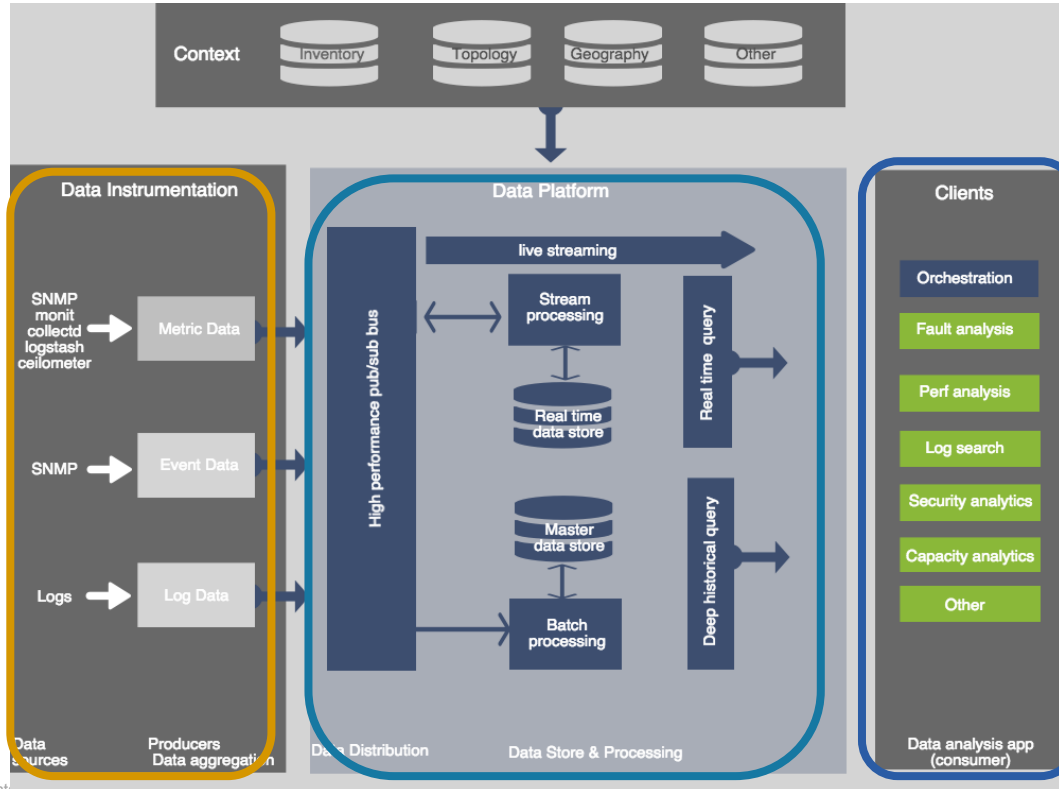 Context
Inventory
Topology
Geography
Other
Data Instrumentation
SNMP
monit
collectd
logstash
ceilometer
Metric Data
SNMP
Event Data
Logs
Log Data
Data
sources
Producers
Data aggregation
Data Platform
High performance pub/sub bus
live streaming
Stream
processing
Real time
data store
Master
data store
Batch
processing
Real time query
Deep historical query
Data Distribution
Data Store & Processing
Clients
Orchestration
Fault analysis
Perf analysis
Log search
Security analytics
Capacity analytics
Other
Data analysis app
(consumer)